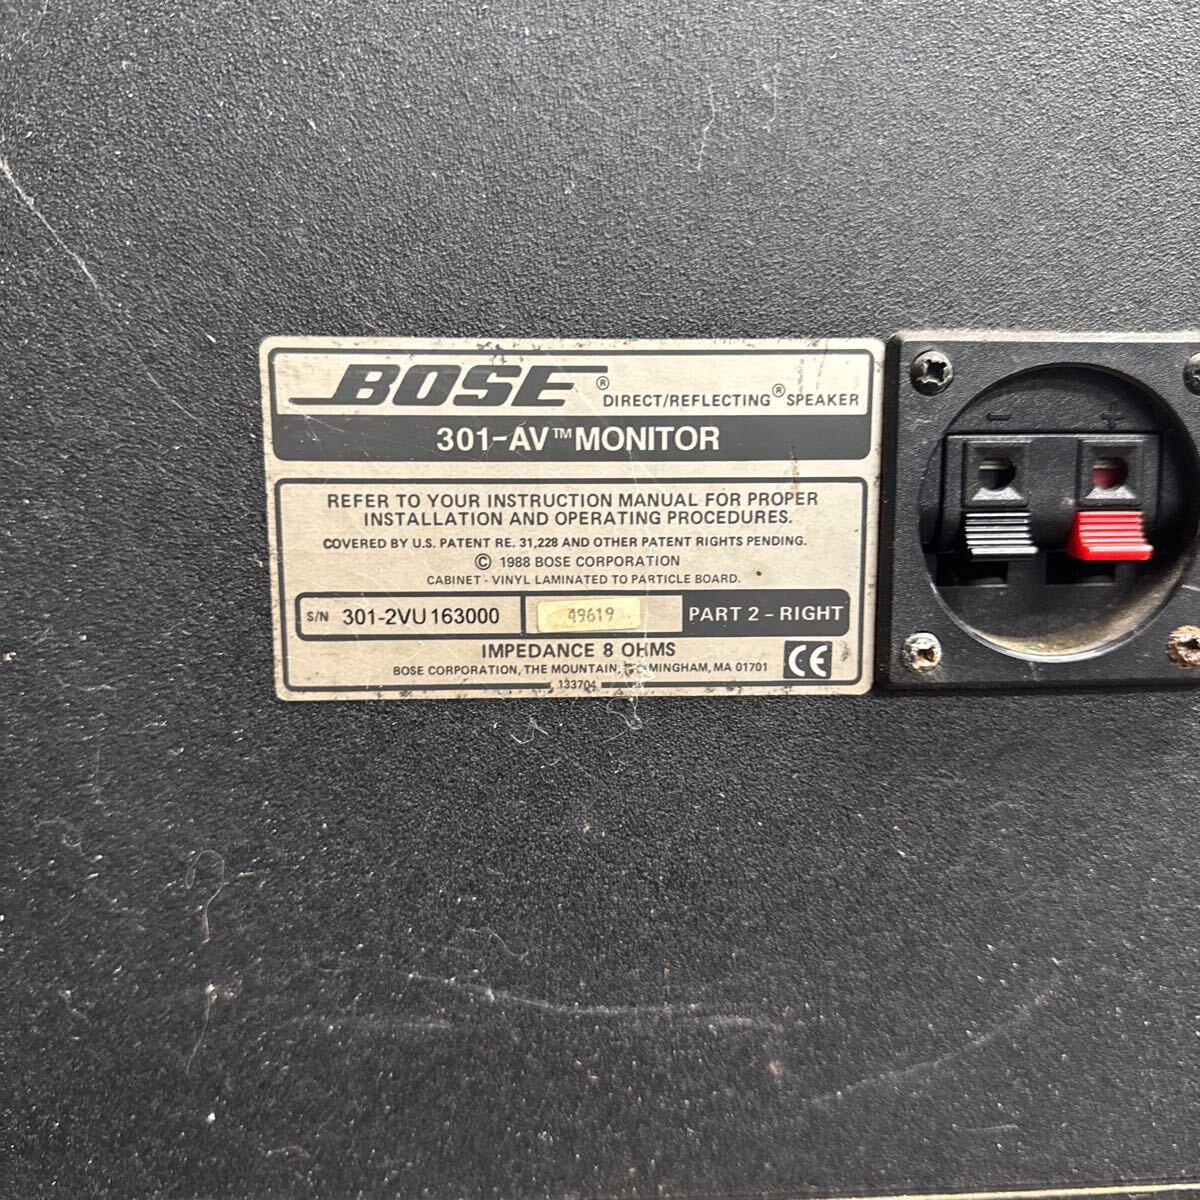 BOSE® DIRECT/REFLECTING® SPEAKER
301-AV™ MONITOR
REFER TO YOUR INSTRUCTION MANUAL FOR PROPER
INSTALLATION AND OPERATING PROCEDURES.
COVERED BY U.S. PATENT RE. 31,228 AND OTHER PATENT RIGHTS PENDING.
© 1988 BOSE CORPORATION
CABINET - VINYL LAMINATED TO PARTICLE BOARD.
S/N 301-2VU163000 49619 PART 2 - RIGHT
IMPEDANCE 8 OHMS
BOSE CORPORATION, THE MOUNTAIN, MA 01701
CE
133704
- +